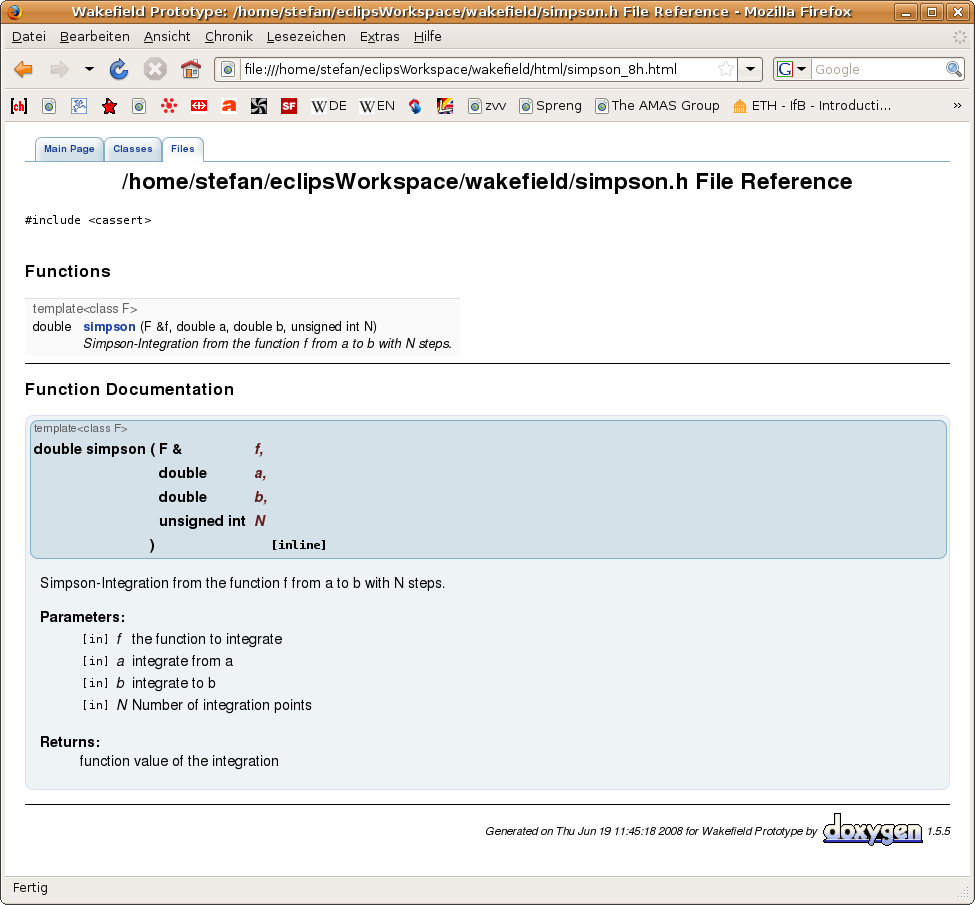 Wakefield Prototype: /home/stefan/eclipsWorkspace/wakefield/simpson.h File Reference - Mozilla Firefox
Datei Bearbeiten Ansicht Chronik Lesezeichen Extras Hilfe
file:///home/stefan/eclipsWorkspace/wakefield/html/simpson_8h.html G Google
[ch] a SF W DE W EN zvv Spreng The AMAS Group ETH - IfB - Introducti... »
Main Page Classes Files
/home/stefan/eclipsWorkspace/wakefield/simpson.h File Reference
#include <cassert>
Functions
template<class F>
double simpson (F &f, double a, double b, unsigned int N)
Simpson-Integration from the function f from a to b with N steps.
Function Documentation
template<class F>
double simpson ( F & f,
double a,
double b,
unsigned int N
) [inline]
Simpson-Integration from the function f from a to b with N steps.
Parameters:
[in] f the function to integrate
[in] a integrate from a
[in] b integrate to b
[in] N Number of integration points
Returns:
function value of the integration
Generated on Thu Jun 19 11:45:18 2008 for Wakefield Prototype by doxygen 1.5.5
Fertig